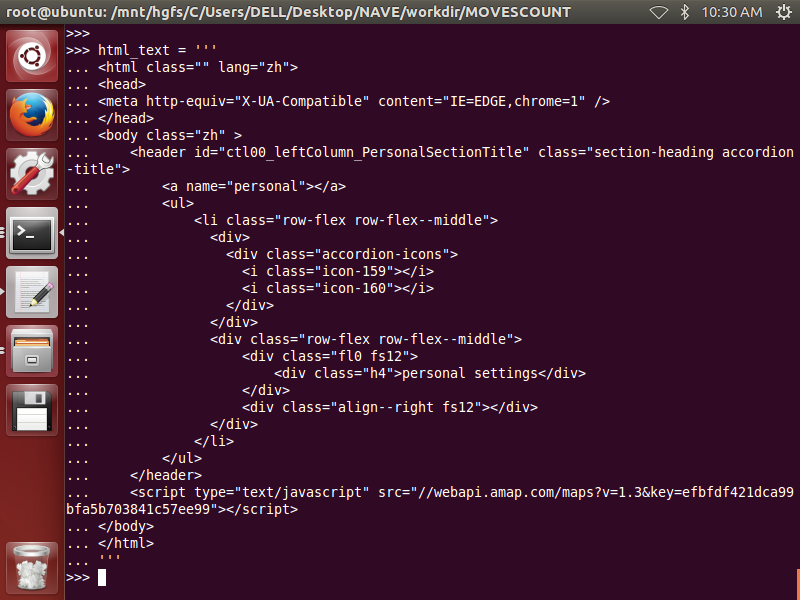 root@ubuntu: /mnt/hgfs/C/Users/DELL/Desktop/NAVE/workdir/MOVESCOUNT
10:30 AM
>>>
>>> html_text = '''
... <html class="" lang="zh">
... <head>
... <meta http-equiv="X-UA-Compatible" content="IE=EDGE,chrome=1" />
... </head>
... <body class="zh" >
...     <header id="ctl00_leftColumn_PersonalSectionTitle" class="section-heading accordion
-title">
...         <a name="personal"></a>
...         <ul>
...             <li class="row-flex row-flex--middle">
...               <div>
...                 <div class="accordion-icons">
...                   <i class="icon-159"></i>
...                   <i class="icon-160"></i>
...                 </div>
...               </div>
...               <div class="row-flex row-flex--middle">
...                   <div class="fl0 fs12">
...                       <div class="h4">personal settings</div>
...                   </div>
...                   <div class="align--right fs12"></div>
...               </div>
...             </li>
...         </ul>
...     </header>
...     <script type="text/javascript" src="//webapi.amap.com/maps?v=1.3&key=efbfdf421dca99
bfa5b703841c57ee99"></script>
... </body>
... </html>
... '''
>>>